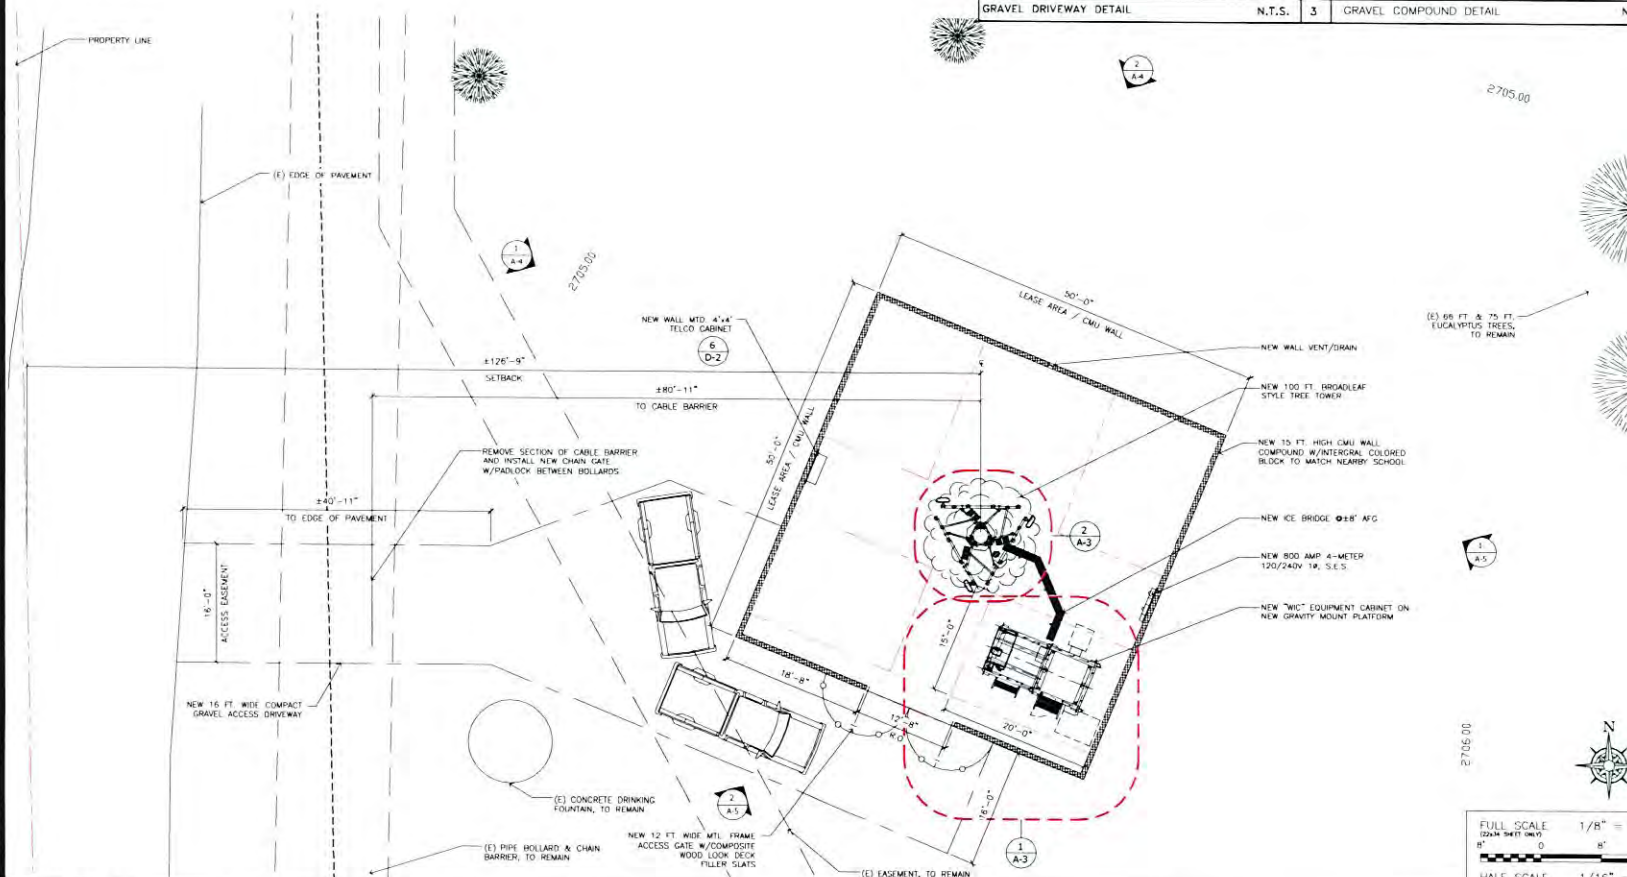 GRAVEL DRIVEWAY DETAIL
N.T.S.
3
GRAVEL COMPOUND DETAIL
PROPERTY LINE
2
A-4
2705.00
(E) EDGE OF PAVEMENT
1
A-4
2705.00
50'-0"
LEASE AREA / CMU WALL
NEW WALL MTD. 4'x4'
TELCO CABINET
6
D-2
(E) 66 FT & 75 FT.
EUCALYPTUS TREES,
TO REMAIN
NEW WALL VENT/DRAIN
±126'-9"
SETBACK
±80'-11"
TO CABLE BARRIER
NEW 100 FT. BROADLEAF
STYLE TREE TOWER
50'-0"
LEASE AREA / CMU WALL
REMOVE SECTION OF CABLE BARRIER
AND INSTALL NEW CHAIN GATE
W/PADLOCK BETWEEN BOLLARDS
NEW 15 FT. HIGH CMU WALL
COMPOUND W/INTERGRAL COLORED
BLOCK TO MATCH NEARBY SCHOOL
±40'-11"
TO EDGE OF PAVEMENT
NEW ICE BRIDGE @±8' AFG
2
A-3
1
A-5
NEW 800 AMP 4-METER
120/240V 1Ø, S.E.S.
16'-0"
ACCESS EASEMENT
NEW "WIC" EQUIPMENT CABINET ON
NEW GRAVITY MOUNT PLATFORM
15'-0"
18'-8"
NEW 16 FT. WIDE COMPACT
GRAVEL ACCESS DRIVEWAY
12'-8"
R.O.
20'-0"
2706.00
N
(E) CONCRETE DRINKING
FOUNTAIN, TO REMAIN
2
A-5
16'-0"
NEW 12 FT. WIDE MTL. FRAME
ACCESS GATE W/COMPOSITE
WOOD LOOK DECK
FILLER SLATS
(E) PIPE BOLLARD & CHAIN
BARRIER, TO REMAIN
1
A-3
(E) EASEMENT, TO REMAIN
FULL SCALE 1/8" =
(22x34 SHEET ONLY)
8' 0 8'
HALF SCALE 1/16"